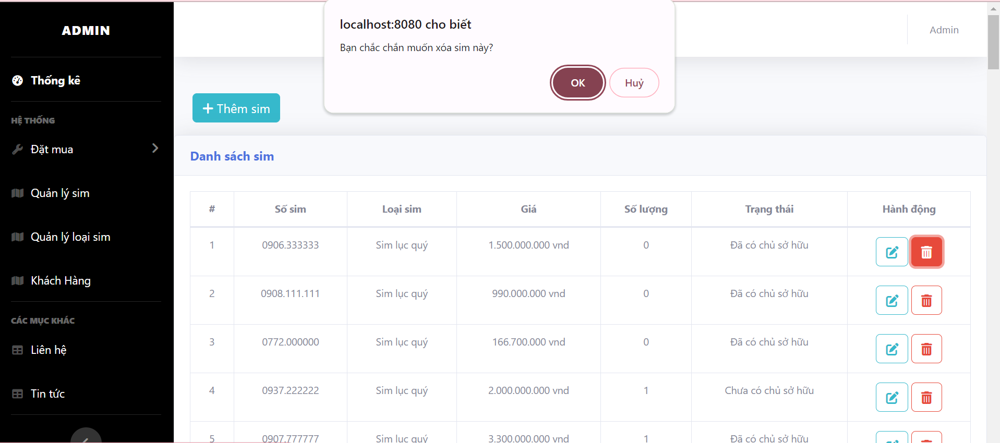 localhost:8080 cho biết
Bạn chắc chắn muốn xóa sim này?
OK
Huỷ
ADMIN
Thống kê
HỆ THỐNG
Đặt mua
Quản lý sim
Quản lý loại sim
Khách Hàng
CÁC MỤC KHÁC
Liên hệ
Tin tức
Admin
Thêm sim
Danh sách sim
# Số sim Loại sim Giá Số lượng Trạng thái Hành động
1 0906.333333 Sim lục quý 1.500.000.000 vnd 0 Đã có chủ sở hữu
2 0908.111.111 Sim lục quý 990.000.000 vnd 0 Đã có chủ sở hữu
3 0772.000000 Sim lục quý 166.700.000 vnd 0 Đã có chủ sở hữu
4 0937.222222 Sim lục quý 2.000.000.000 vnd 1 Chưa có chủ sở hữu
5 0907.777777 Sim lục quý 3.300.000.000 vnd 1 Đã có chủ sở hữu